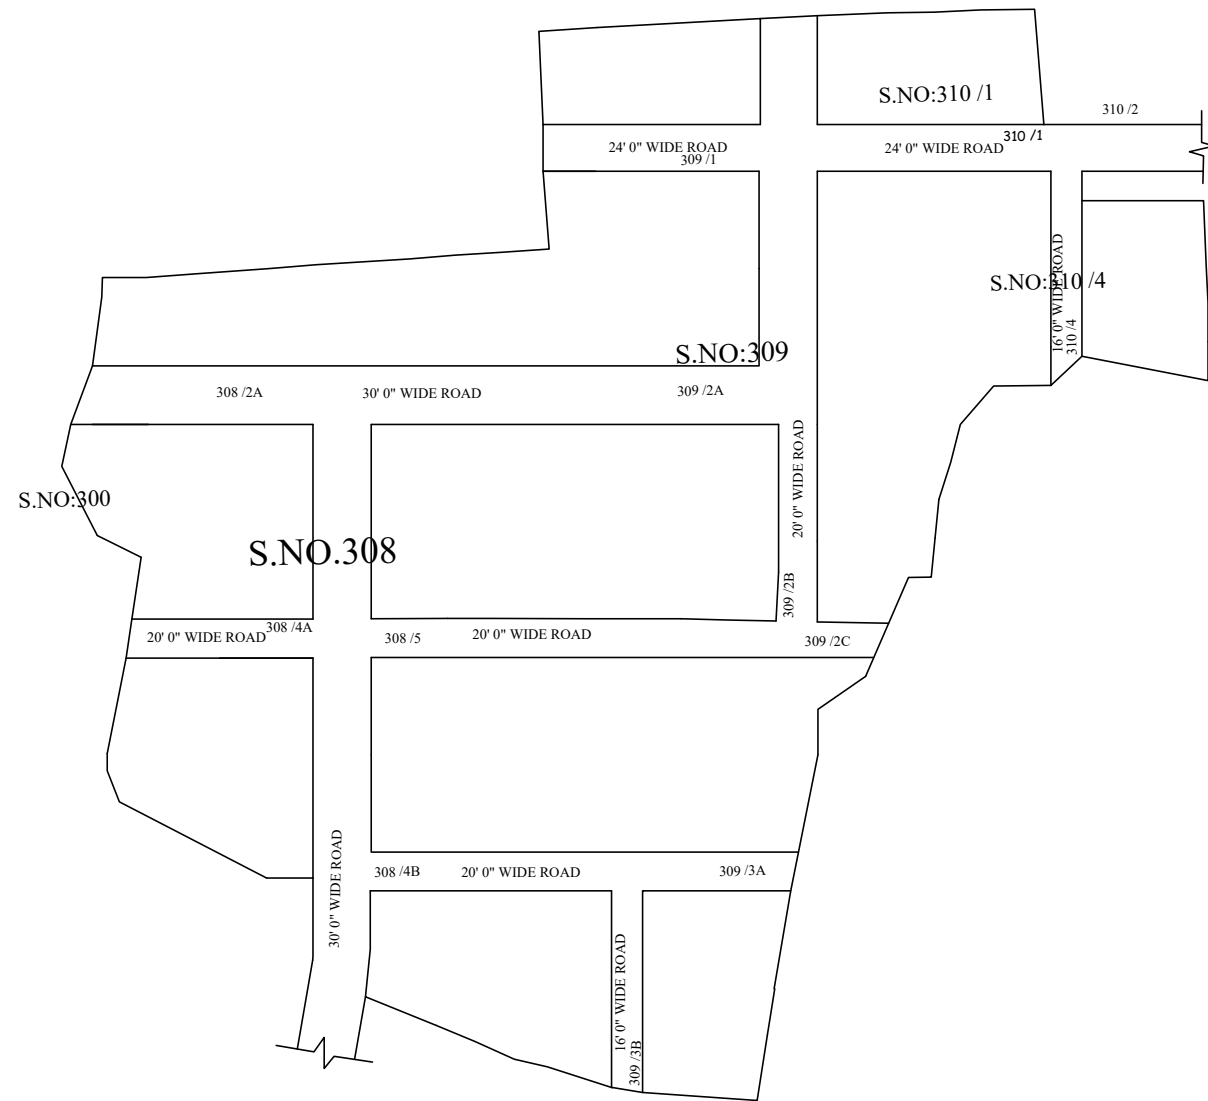 S.NO:310 /1
310 /2
310 /1
24' 0" WIDE ROAD
24' 0" WIDE ROAD
309 /1
S.NO:310 /4
16' 0" WIDE ROAD
310 /4
S.NO:309
308 /2A
30' 0" WIDE ROAD
309 /2A
20' 0" WIDE ROAD
S.NO:300
S.NO.308
309 /2B
308 /4A
20' 0" WIDE ROAD
308 /5
20' 0" WIDE ROAD
309 /2C
30' 0" WIDE ROAD
308 /4B
20' 0" WIDE ROAD
309 /3A
16' 0" WIDE ROAD
309 /3B